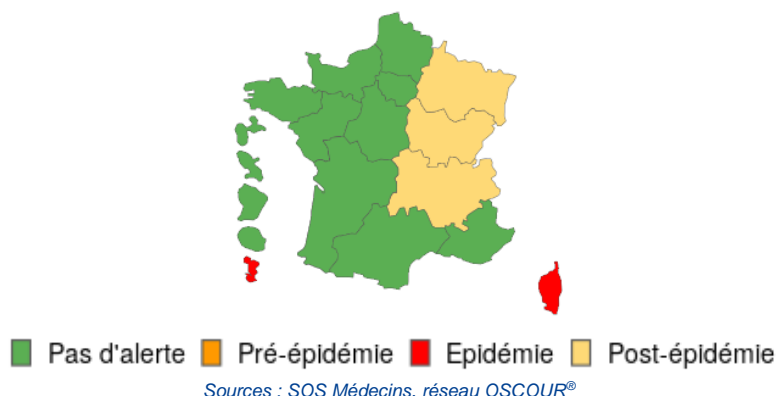 Pas d'alerte Pré-épidémie Epidémie Post-épidémie
Sources : SOS Médecins, réseau OSCOUR®